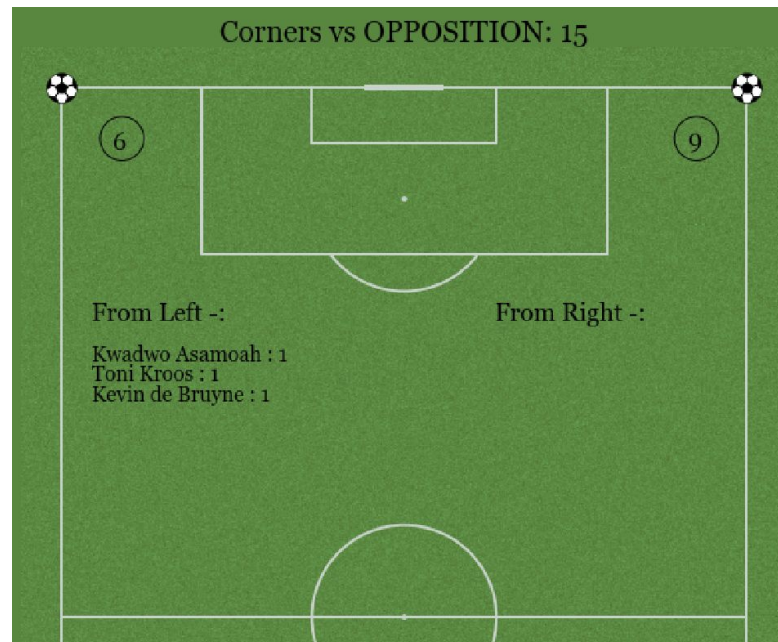 Corners vs OPPOSITION: 15
6
9
From Left -:
From Right -:
Kwadwo Asamoah : 1
Toni Kroos : 1
Kevin de Bruyne : 1